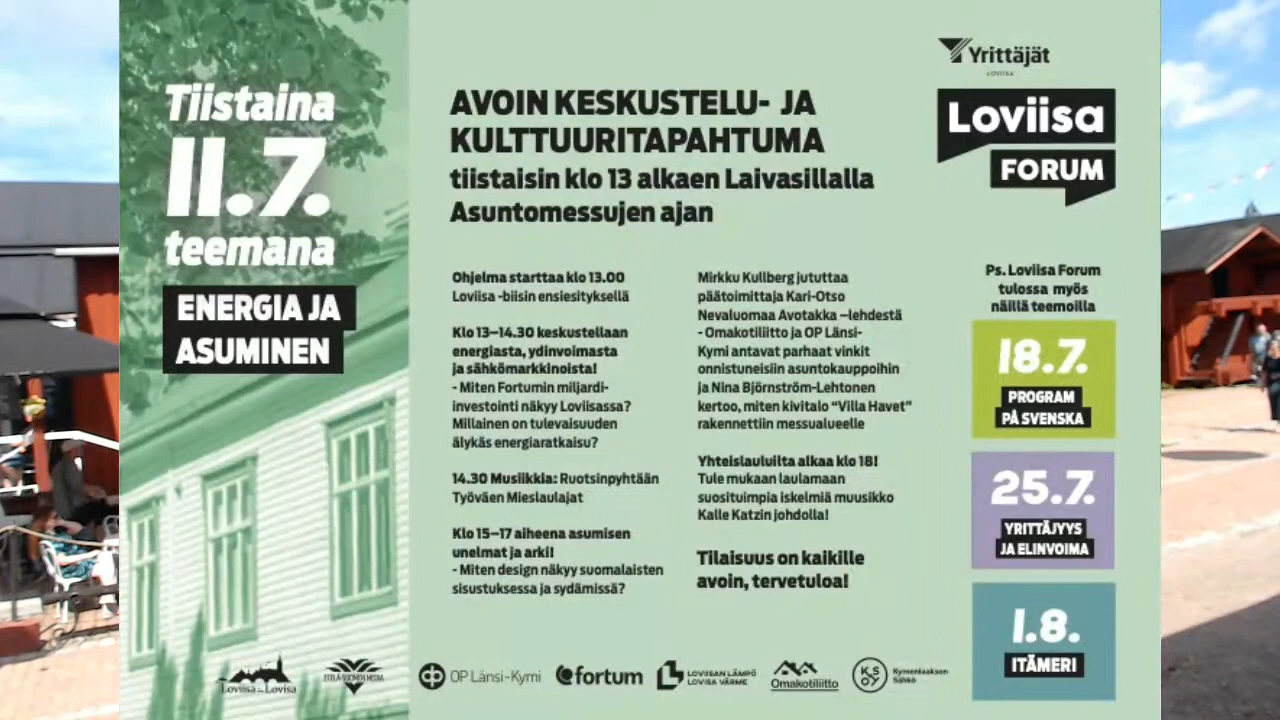 Tiistaina
11.7.
teemana
ENERGIA JA
ASUMINEN
AVOIN KESKUSTELU- JA
KULTTUURITAPAHTUMA
tiistaisin klo 13 alkaen Laivasillalla
Asuntomessujen ajan
Ohjelma starttaa klo 13.00
Loviisa -biisin ensiesityksellä
Klo 13–14.30 keskustellaan
energiasta, ydinvoimasta
ja sähkömarkkinoista!
- Miten Fortumin miljardi-
investointi näkyy Loviisassa?
Millainen on tulevaisuuden
älykäs energiaratkaisu?
14.30 Musiikkia: Ruotsinpyhtään
Työväen Mieslaulajat
Klo 15–17 aiheena asumisen
unelmat ja arki!
- Miten design näkyy suomalaisten
sisustuksessa ja sydämissä?
Mirkku Kullberg jututtaa
päätoimittaja Kari-Otso
Nevaluomaa Avotakka –lehdestä
- Omakotiliitto ja OP Länsi-
Kymi antavat parhaat vinkit
onnistuneisiin asuntokauppoihin
ja Nina Björnström-Lehtonen
kertoo, miten kivitalo “Villa Havet”
rakennettiin messualueelle
Yhteislauluilta alkaa klo 18!
Tule mukaan laulamaan
suosituimpia iskelmiä muusikko
Kalle Katzin johdolla!
Tilaisuus on kaikille
avoin, tervetuloa!
Yrittäjät
LOVIISA
Loviisa
FORUM
Ps. Loviisa Forum
tulossa myös
näillä teemoilla
18.7.
PROGRAM
PÅ SVENSKA
25.7.
YRITTÄJYYS
JA ELINVOIMA
1.8.
ITÄMERI
Loviisa Lovisa
ETELÄ-SUOMEN MEDIA
OP Länsi-Kymi
fortum
LOVIISAN LÄMPÖ
LOVISA VÄRME
Omakotiliitto
KSOY
Kymenlaakson
Sähkö